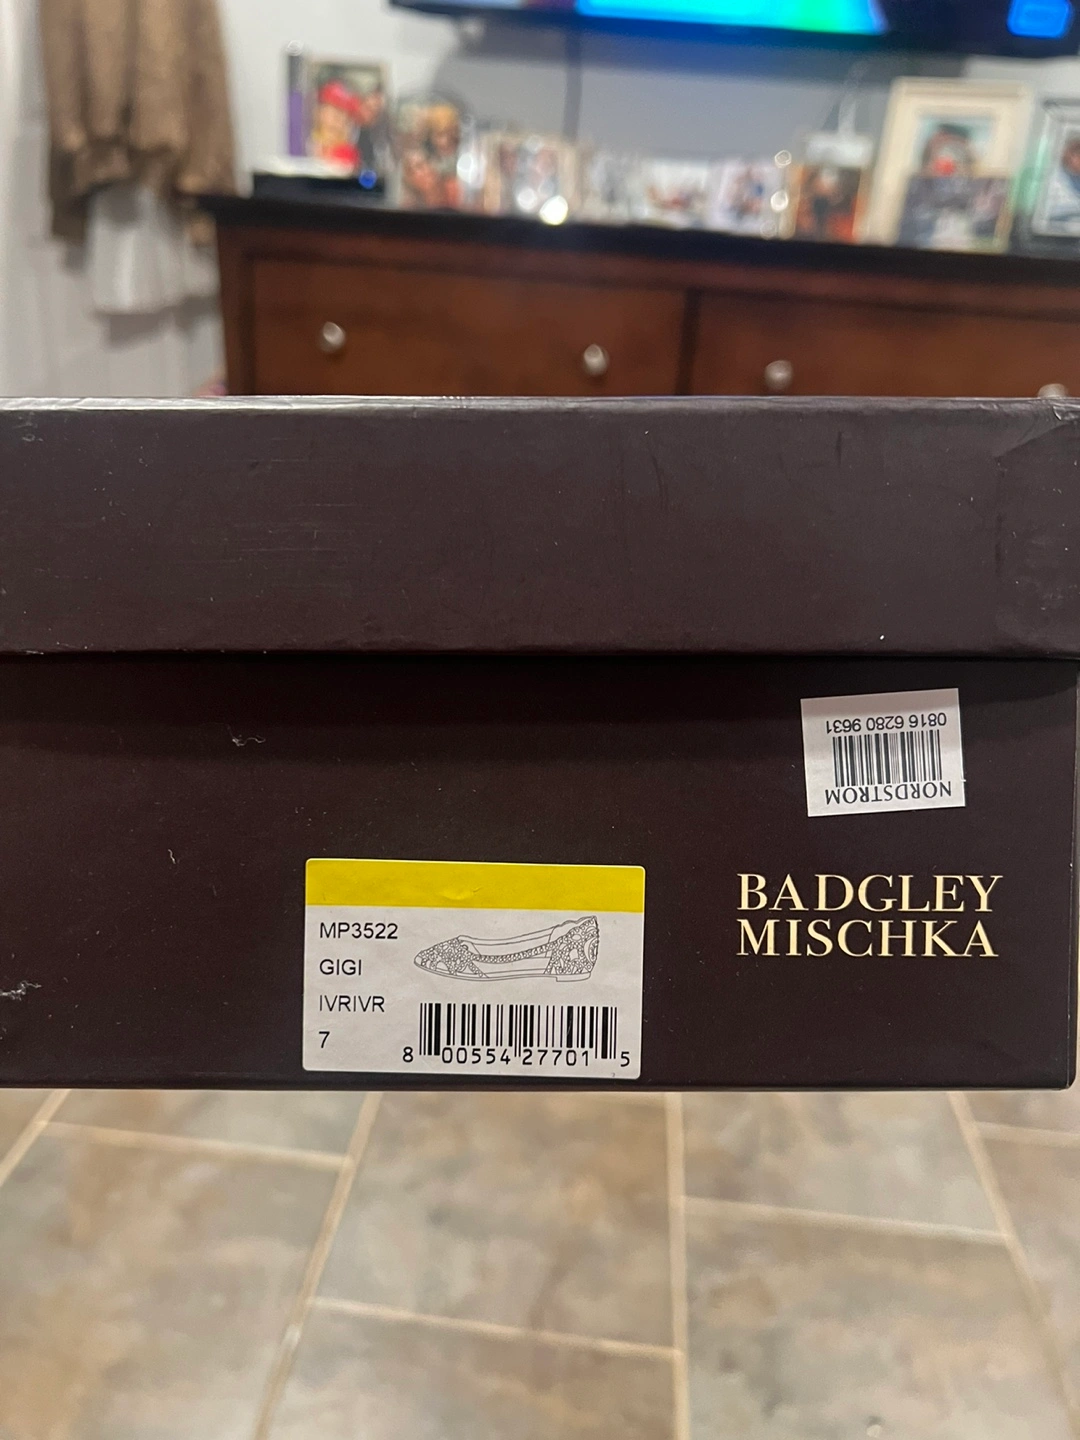 0816 6280 9631
NORDSTROM
BADGLEY
MISCHKA
MP3522
GIGI
IVRIVR
7
8 00554 27701 5